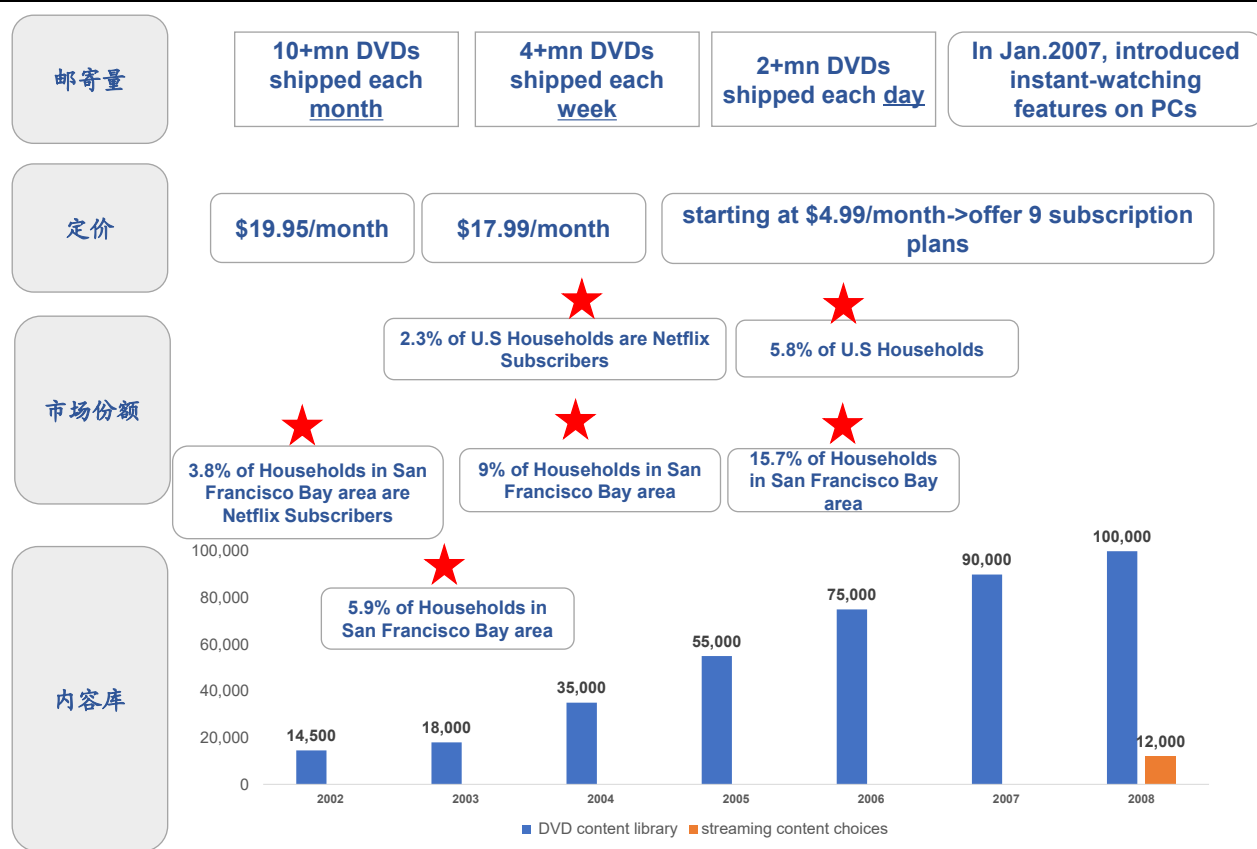 邮寄量
10+mn DVDs
shipped each
month
4+mn DVDs
shipped each
week
2+mn DVDs
shipped each day
In Jan.2007, introduced
instant-watching
features on PCs
定价
$19.95/month
$17.99/month
starting at $4.99/month->offer 9 subscription
plans
市场份额
2.3% of U.S Households are Netflix
Subscribers
5.8% of U.S Households
3.8% of Households in San
Francisco Bay area are
Netflix Subscribers
9% of Households in San
Francisco Bay area
15.7% of Households
in San Francisco Bay
area
5.9% of Households in
San Francisco Bay area
内容库
100,000
80,000
60,000
40,000
20,000
0
14,500
18,000
35,000
55,000
75,000
90,000
100,000
12,000
2002
2003
2004
2005
2006
2007
2008
DVD content library
streaming content choices